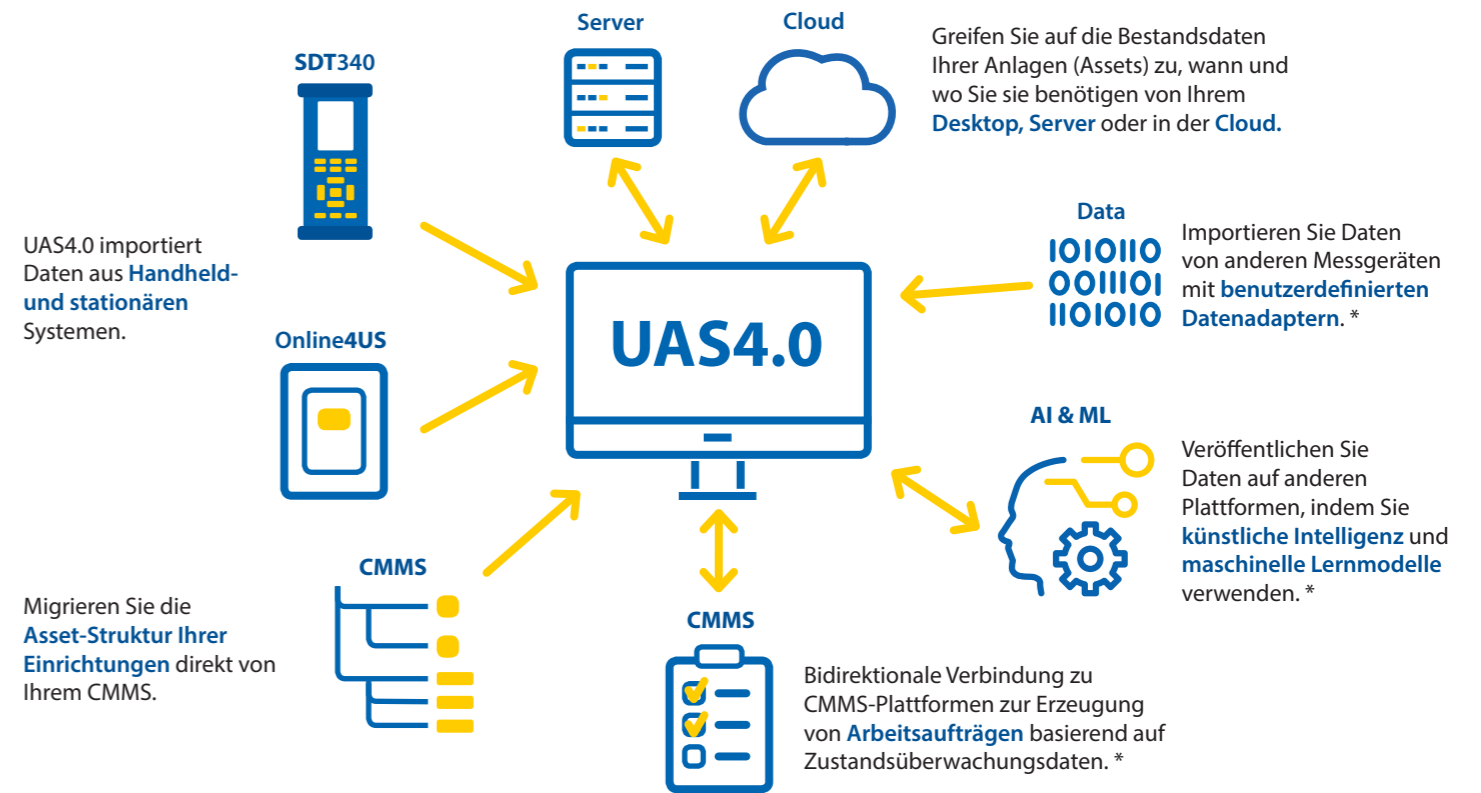 Server
Cloud
Greifen Sie auf die Bestandsdaten
Ihrer Anlagen (Assets) zu, wann und
wo Sie sie benötigen von Ihrem
Desktop, Server oder in der Cloud.
SDT340
UAS4.0 importiert
Daten aus Handheld-
und stationären
Systemen.
Data
1010110
0011101
1101010
Importieren Sie Daten
von anderen Messgeräten
mit benutzerdefinierten
Datenadaptern. *
UAS4.0
Online4US
AI & ML
Veröffentlichen Sie
Daten auf anderen
Plattformen, indem Sie
künstliche Intelligenz und
maschinelle Lernmodelle
verwenden. *
CMMS
Migrieren Sie die
Asset-Struktur Ihrer
Einrichtungen direkt von
Ihrem CMMS.
CMMS
Bidirektionale Verbindung zu
CMMS-Plattformen zur Erzeugung
von Arbeitsaufträgen basierend auf
Zustandsüberwachungsdaten. *